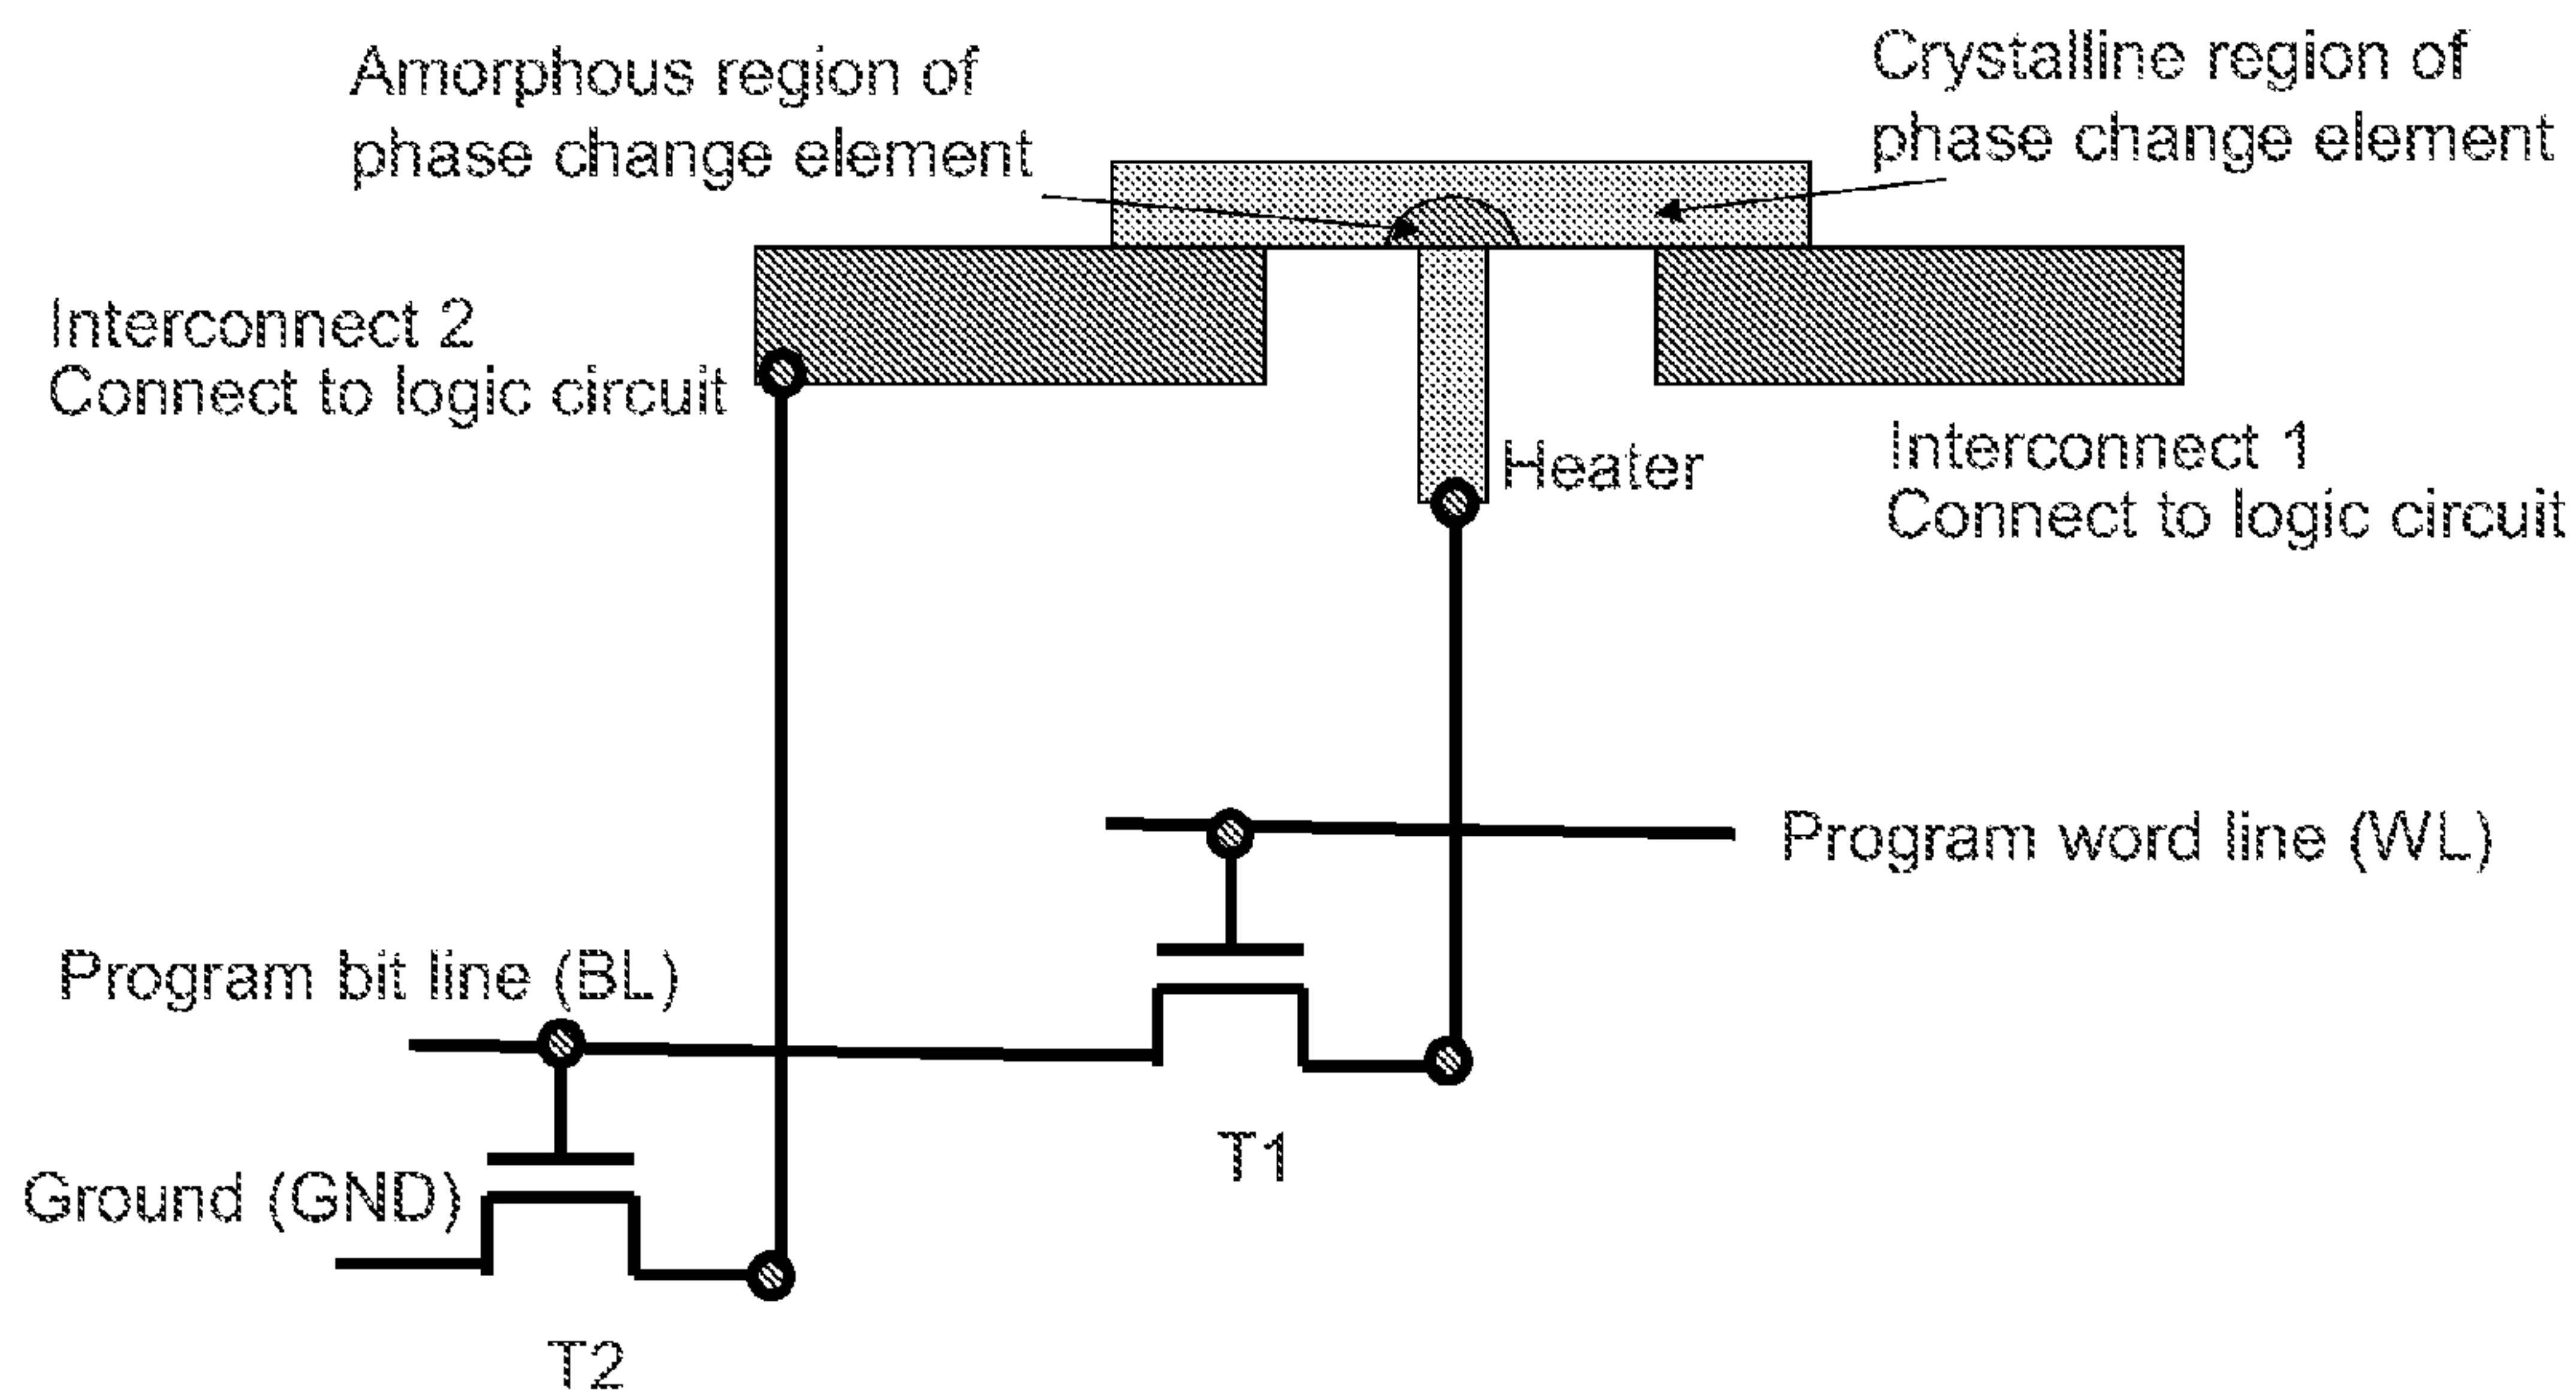 Amorphous region of
phase change element
Crystalline region of
phase change element
Interconnect 2
Connect to logic circuit
Heater
Interconnect 1
Connect to logic circuit
Program word line (WL)
Program bit line (BL)
T1
Ground (GND)
T2